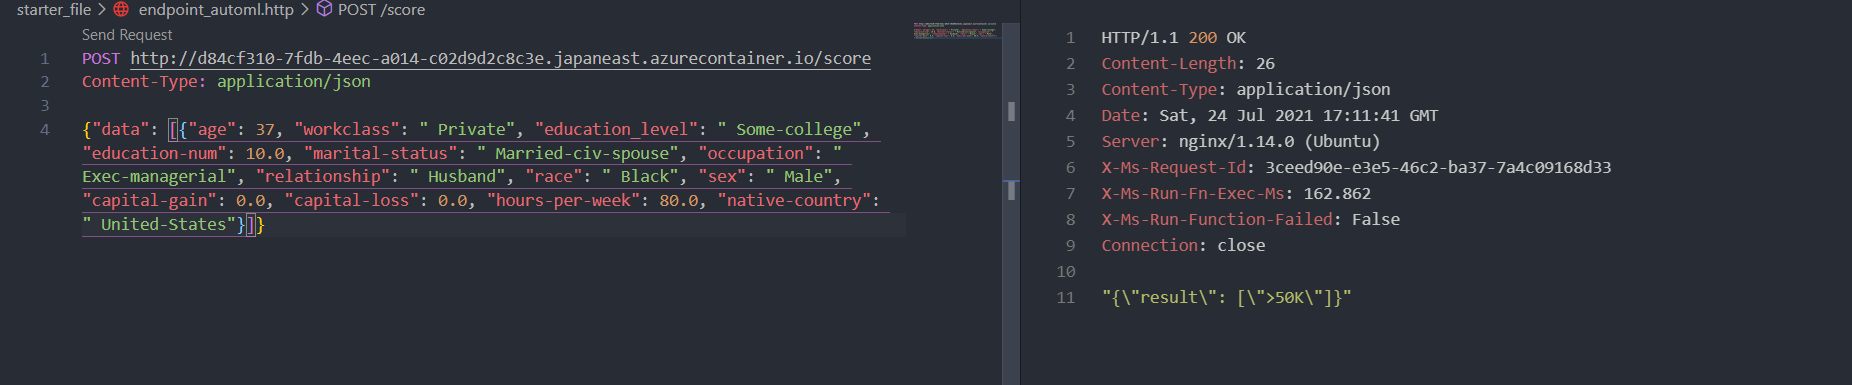 starter_file > endpoint_automl.http > POST /score
Send Request
1 POST http://d84cf310-7fdb-4eec-a014-c02d9d2c8c3e.japaneast.azurecontainer.io/score
2 Content-Type: application/json
3
4 {"data": [{"age": 37, "workclass": " Private", "education_level": " Some-college",
"education-num": 10.0, "marital-status": " Married-civ-spouse", "occupation": "
Exec-managerial", "relationship": " Husband", "race": " Black", "sex": " Male",
"capital-gain": 0.0, "capital-loss": 0.0, "hours-per-week": 80.0, "native-country":
" United-States"}]}
1 HTTP/1.1 200 OK
2 Content-Length: 26
3 Content-Type: application/json
4 Date: Sat, 24 Jul 2021 17:11:41 GMT
5 Server: nginx/1.14.0 (Ubuntu)
6 X-Ms-Request-Id: 3ceed90e-e3e5-46c2-ba37-7a4c09168d33
7 X-Ms-Run-Fn-Exec-Ms: 162.862
8 X-Ms-Run-Function-Failed: False
9 Connection: close
10
11 "{\"result\": [\">50K\"]}"